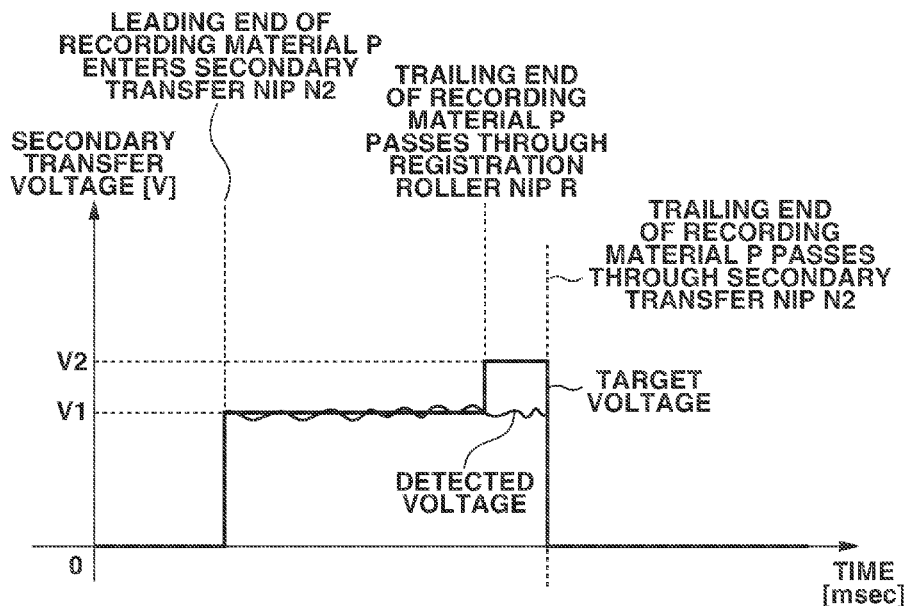 LEADING END OF
RECORDING MATERIAL P
ENTERS SECONDARY
TRANSFER NIP N2
TRAILING END
OF RECORDING
MATERIAL P
PASSES THROUGH
REGISTRATION
ROLLER NIP R
SECONDARY
TRANSFER
VOLTAGE [V]
TRAILING END
OF RECORDING
MATERIAL P PASSES
THROUGH SECONDARY
TRANSFER NIP N2
V2
V1
TARGET
VOLTAGE
DETECTED
VOLTAGE
0
TIME
[msec]